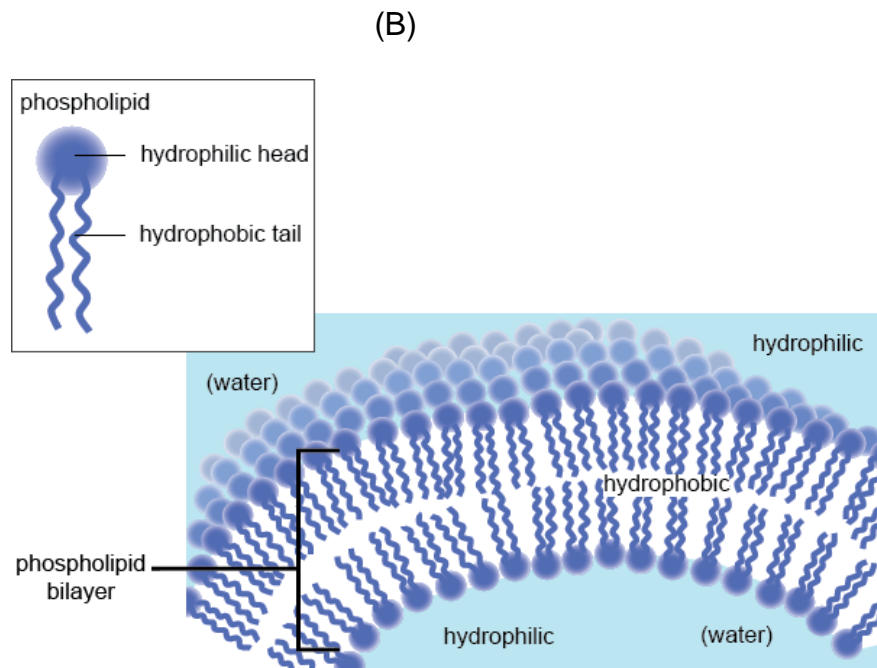 (B)
phospholipid
hydrophilic head
hydrophobic tail
hydrophilic
(water)
hydrophobic
phospholipid
bilayer
hydrophilic
(water)